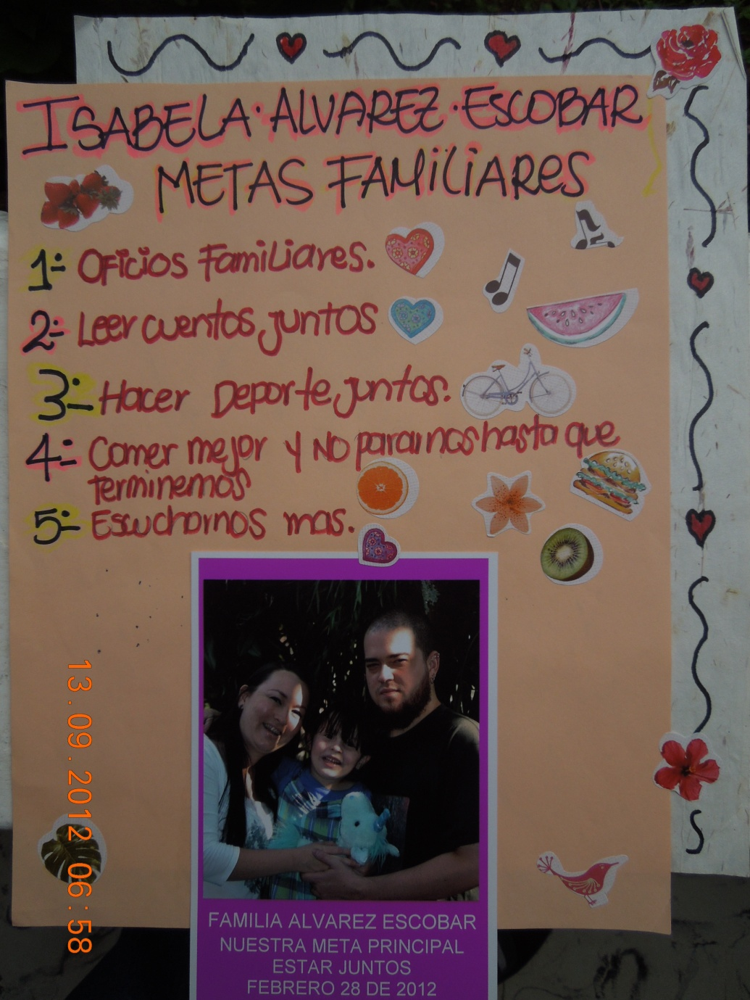 ISABELA · ALVAREZ · ESCOBAR
METAS FAMILIARES
1- Oficios Familiares.
2- Leer cuentos juntos
3- Hacer Deporte juntos.
4- Comer mejor y No pararnos hasta que
terminemos
5- Escucharnos mas.
FAMILIA ALVAREZ ESCOBAR
NUESTRA META PRINCIPAL
ESTAR JUNTOS
FEBRERO 28 DE 2012
13.09.2012 06:58